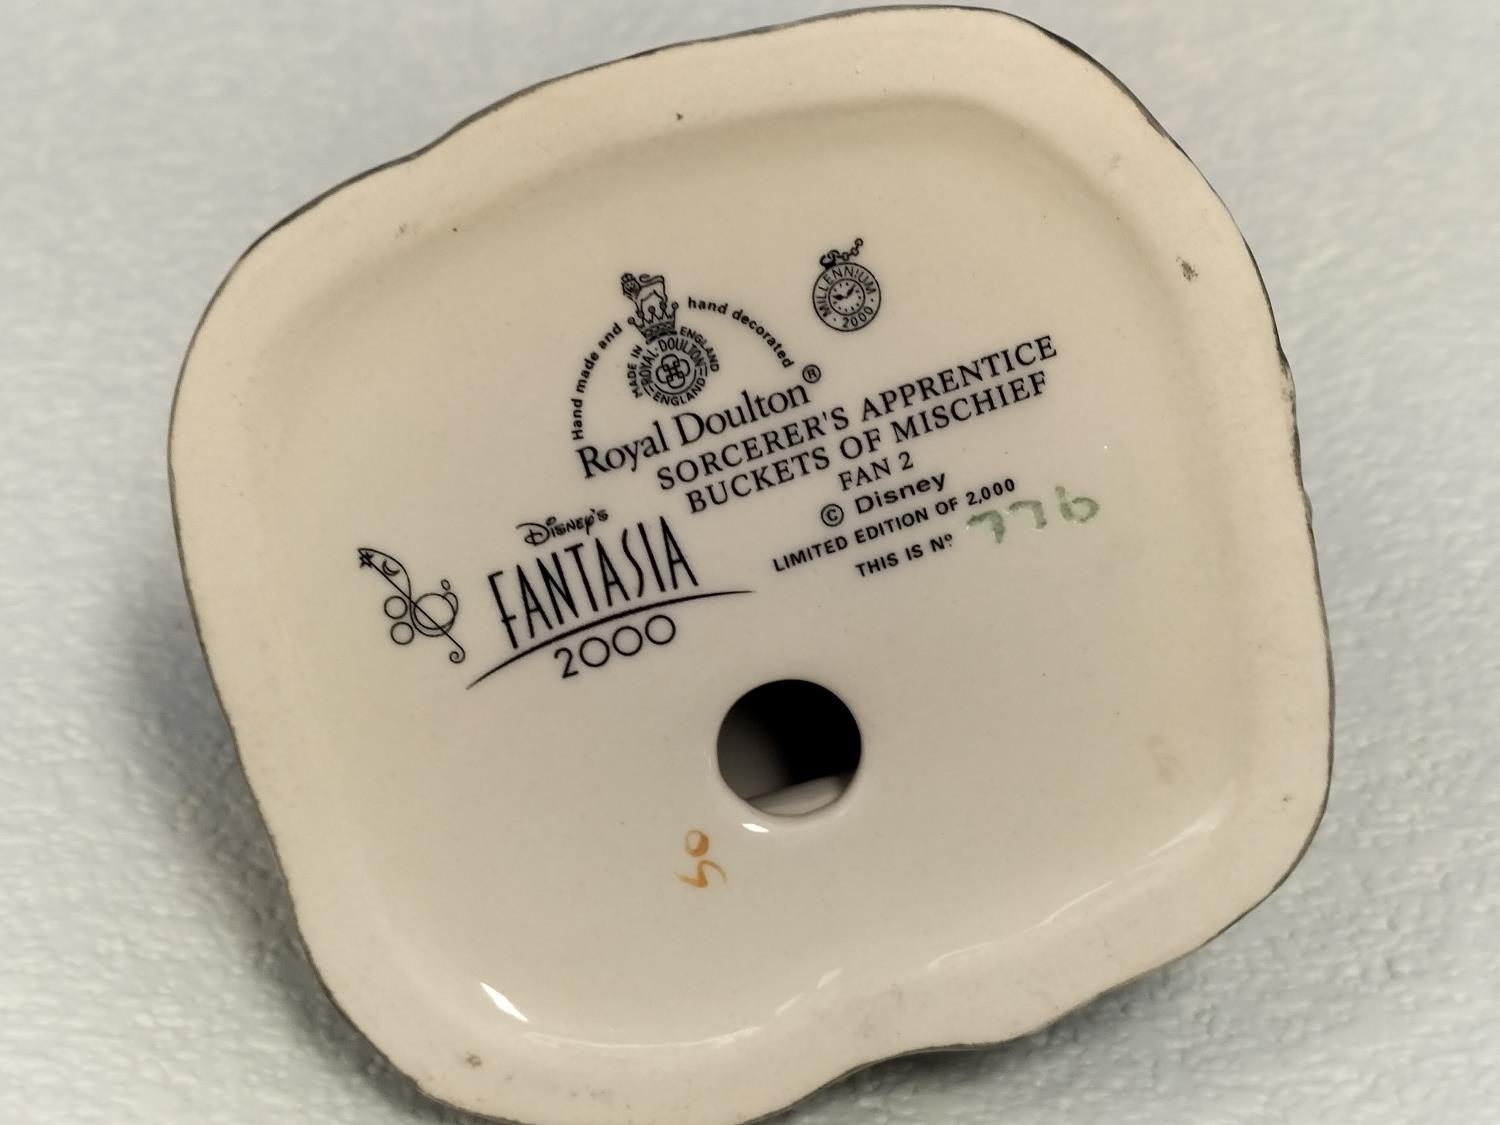 MILLENNIUM
2000
Hand made and hand decorated
MADE IN ENGLAND
ROYAL·DOULTON
ENGLAND
Royal Doulton®
SORCERER'S APPRENTICE
BUCKETS OF MISCHIEF
FAN 2
© Disney
LIMITED EDITION OF 2,000
THIS IS Nº 776
DISNEY'S
FANTASIA
2000
50